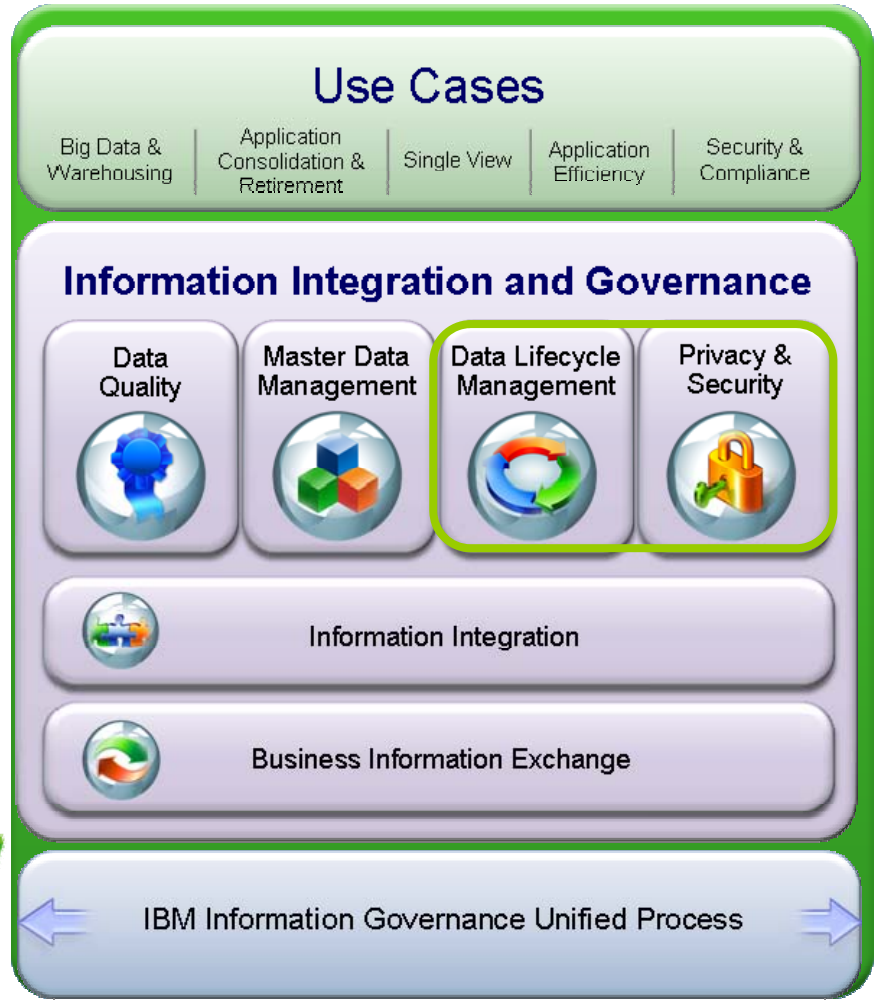 Use Cases
Big Data &
Warehousing
Application
Consolidation &
Retirement
Single View
Application
Efficiency
Security &
Compliance
Information Integration and Governance
Data
Quality
Master Data
Management
Data Lifecycle
Management
Privacy &
Security
Information Integration
Business Information Exchange
IBM Information Governance Unified Process